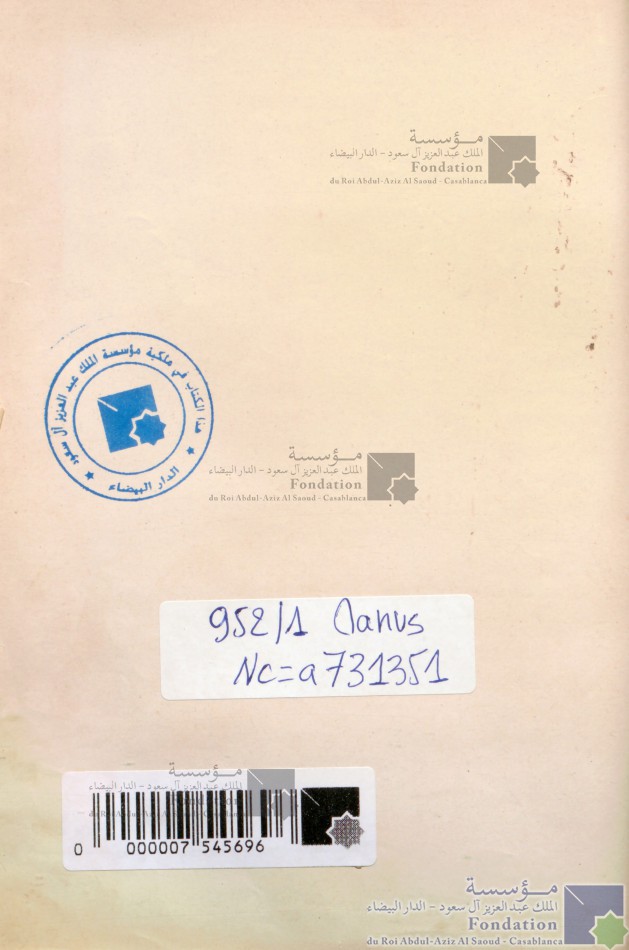 مؤسسة
الملك عبد العزيز آل سعود - الدار البيضاء
Fondation
du Roi Abdul-Aziz Al Saoud - Casablanca
هذا الكتاب في ملكية مؤسسة الملك عبد العزيز آل سعود
الدار البيضاء
مؤسسة
الملك عبد العزيز آل سعود - الدار البيضاء
Fondation
du Roi Abdul-Aziz Al Saoud - Casablanca
952/1
Nc=a731351
مؤسسة
الملك عبد العزيز آل سعود - الدار البيضاء
0 000007 545696
مؤسسة
الملك عبد العزيز آل سعود - الدار البيضاء
Fondation
du Roi Abdul-Aziz Al Saoud - Casablanca